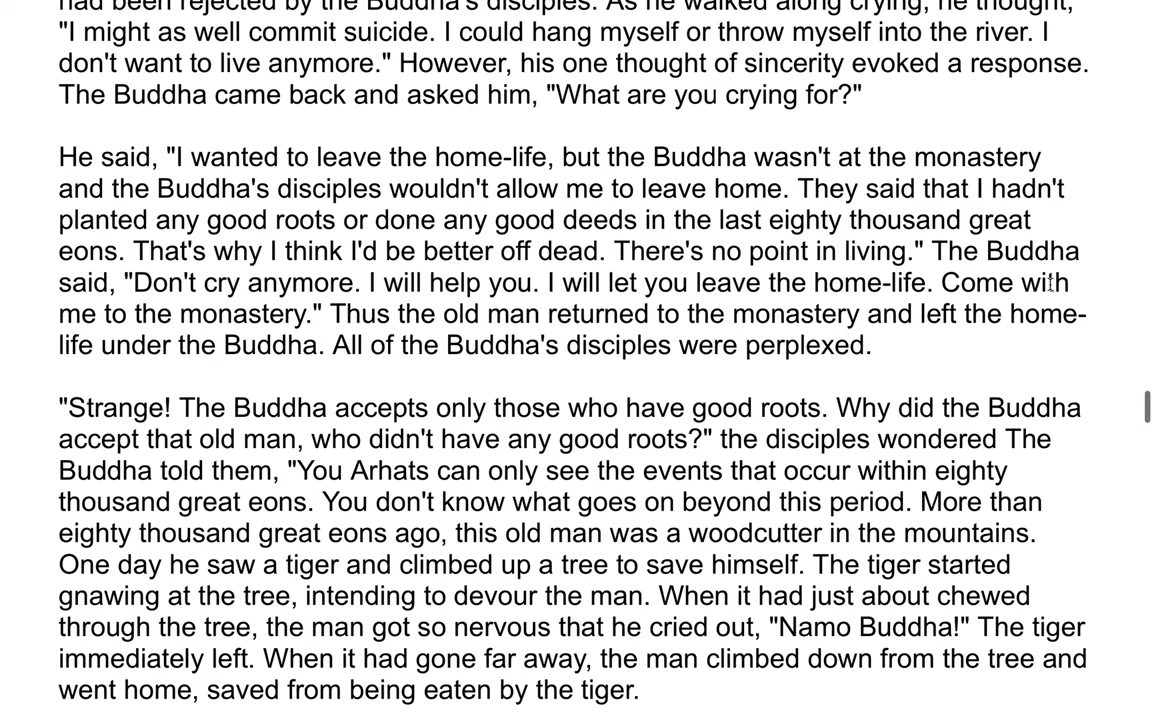 had been rejected by the Buddha's disciples. As he walked along crying, he thought,
"I might as well commit suicide. I could hang myself or throw myself into the river. I
don't want to live anymore." However, his one thought of sincerity evoked a response.
The Buddha came back and asked him, "What are you crying for?"
He said, "I wanted to leave the home-life, but the Buddha wasn't at the monastery
and the Buddha's disciples wouldn't allow me to leave home. They said that I hadn't
planted any good roots or done any good deeds in the last eighty thousand great
eons. That's why I think I'd be better off dead. There's no point in living." The Buddha
said, "Don't cry anymore. I will help you. I will let you leave the home-life. Come with
me to the monastery." Thus the old man returned to the monastery and left the home-
life under the Buddha. All of the Buddha's disciples were perplexed.
"Strange! The Buddha accepts only those who have good roots. Why did the Buddha
accept that old man, who didn't have any good roots?" the disciples wondered The
Buddha told them, "You Arhats can only see the events that occur within eighty
thousand great eons. You don't know what goes on beyond this period. More than
eighty thousand great eons ago, this old man was a woodcutter in the mountains.
One day he saw a tiger and climbed up a tree to save himself. The tiger started
gnawing at the tree, intending to devour the man. When it had just about chewed
through the tree, the man got so nervous that he cried out, "Namo Buddha!" The tiger
immediately left. When it had gone far away, the man climbed down from the tree and
went home, saved from being eaten by the tiger.